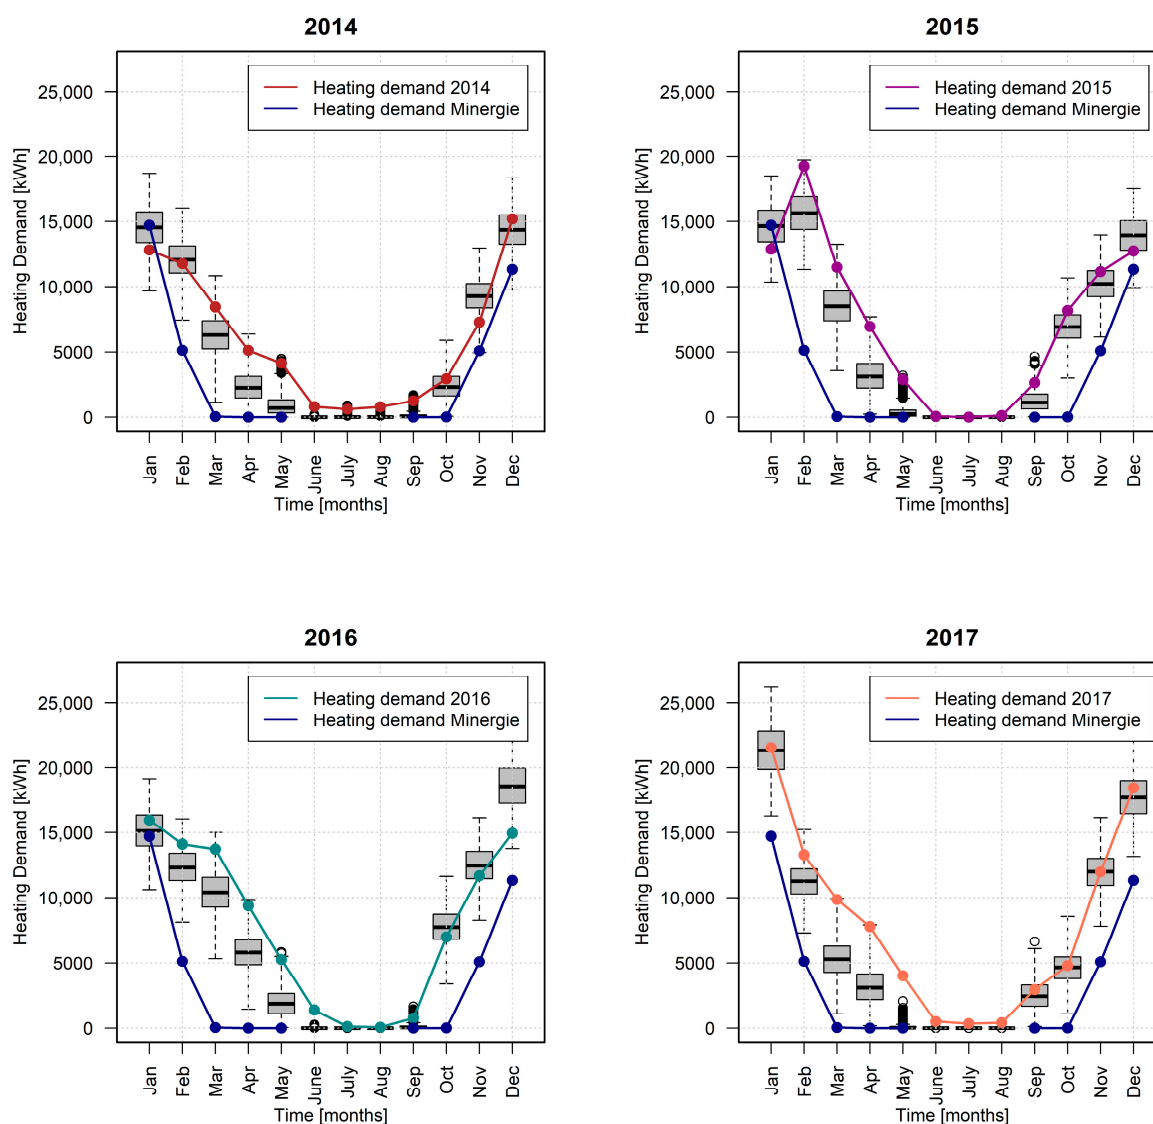 2014
Heating Demand [kWh]
25,000
20,000
15,000
10,000
5000
0
Heating demand 2014
Heating demand Minergie
Jan Feb Mar Apr May June July Aug Sep Oct Nov Dec
Time [months]
2015
Heating Demand [kWh]
25,000
20,000
15,000
10,000
5000
0
Heating demand 2015
Heating demand Minergie
Jan Feb Mar Apr May June July Aug Sep Oct Nov Dec
Time [months]
2016
Heating Demand [kWh]
25,000
20,000
15,000
10,000
5000
0
Heating demand 2016
Heating demand Minergie
Jan Feb Mar Apr May June July Aug Sep Oct Nov Dec
Time [months]
2017
Heating Demand [kWh]
25,000
20,000
15,000
10,000
5000
0
Heating demand 2017
Heating demand Minergie
Jan Feb Mar Apr May June July Aug Sep Oct Nov Dec
Time [months]